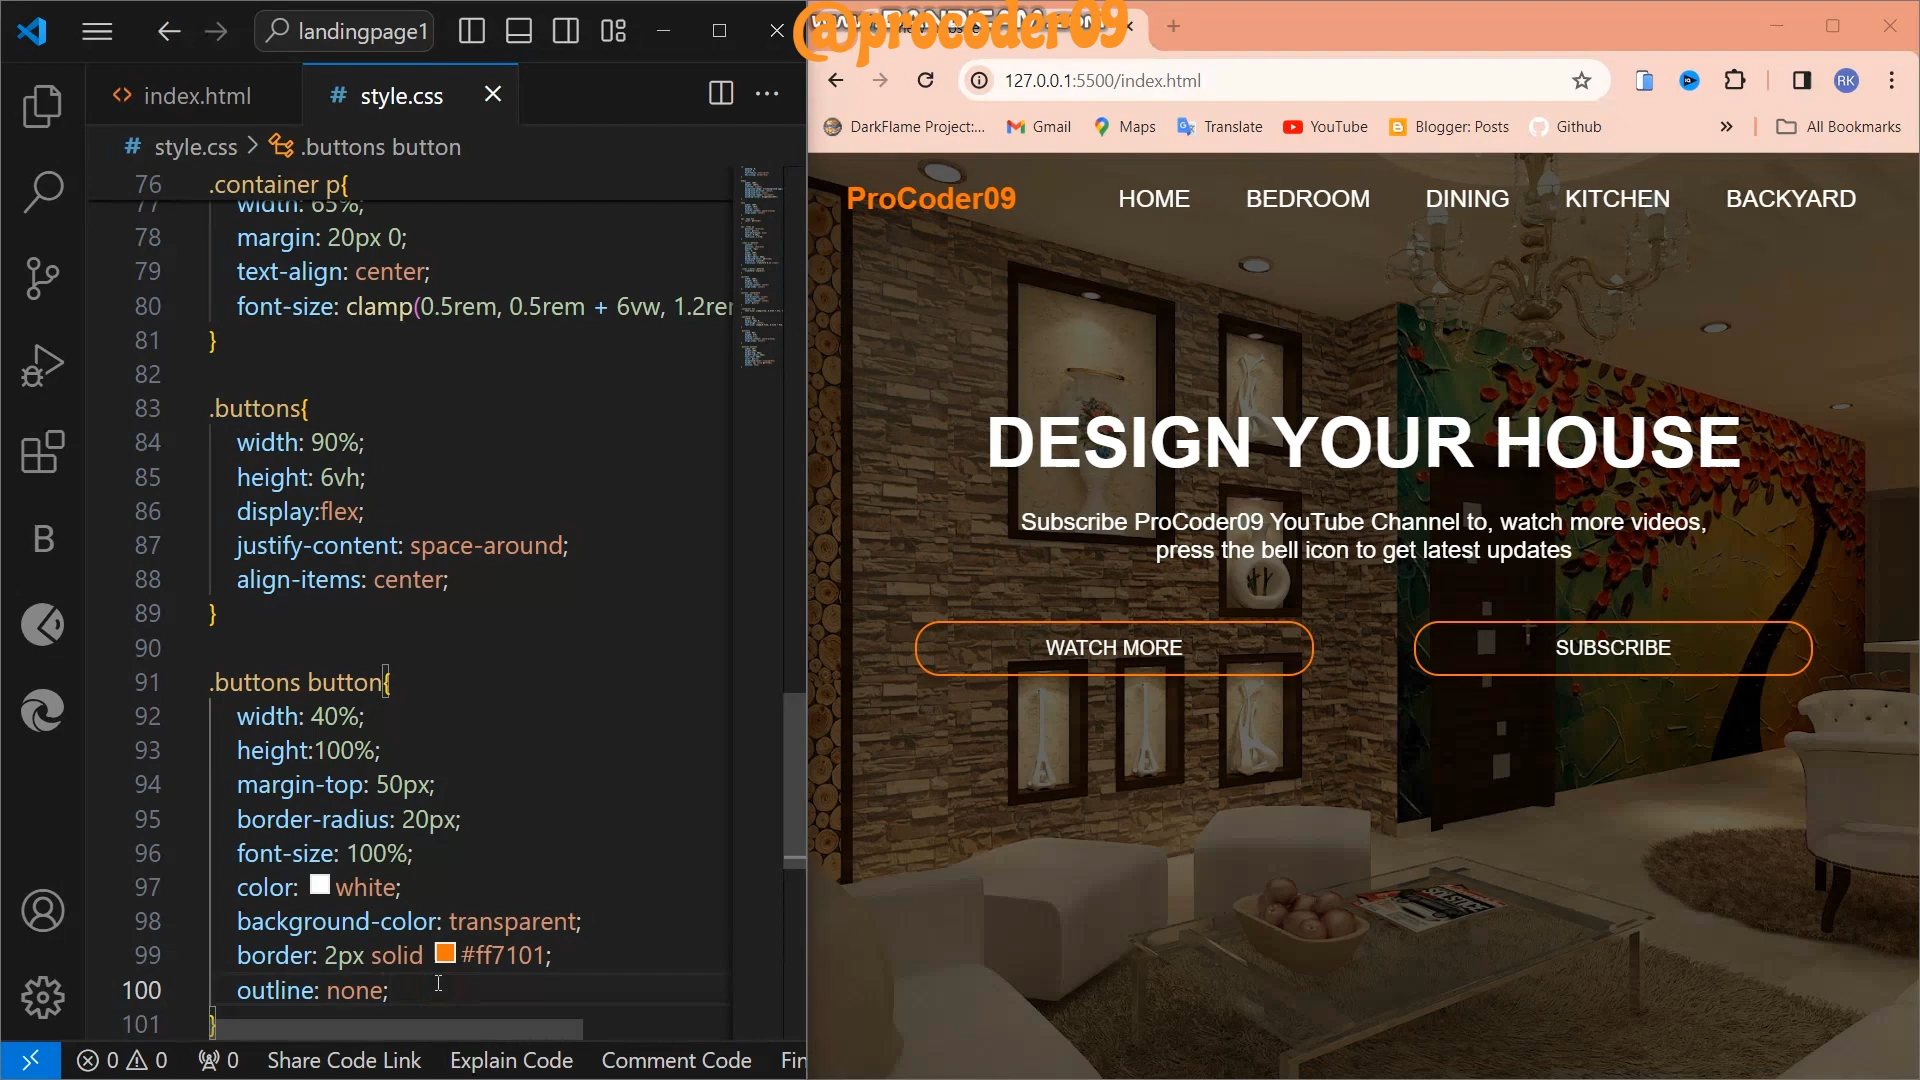 landingpage1
index.html
# style.css
# style.css > .buttons button
76 .container p{
77 width: 65%;
78 margin: 20px 0;
79 text-align: center;
80 font-size: clamp(0.5rem, 0.5rem + 6vw, 1.2rem
81 }
82
83 .buttons{
84 width: 90%;
85 height: 6vh;
86 display:flex;
87 justify-content: space-around;
88 align-items: center;
89 }
90
91 .buttons button{
92 width: 40%;
93 height:100%;
94 margin-top: 50px;
95 border-radius: 20px;
96 font-size: 100%;
97 color: white;
98 background-color: transparent;
99 border: 2px solid #ff7101;
100 outline: none;
101 }
0 0 0 Share Code Link Explain Code Comment Code Fin
@procoder09
127.0.0.1:5500/index.html
RK
DarkFlame Project:... Gmail Maps Translate YouTube Blogger: Posts Github » All Bookmarks
ProCoder09 HOME BEDROOM DINING KITCHEN BACKYARD
DESIGN YOUR HOUSE
Subscribe ProCoder09 YouTube Channel to, watch more videos,
press the bell icon to get latest updates
WATCH MORE SUBSCRIBE